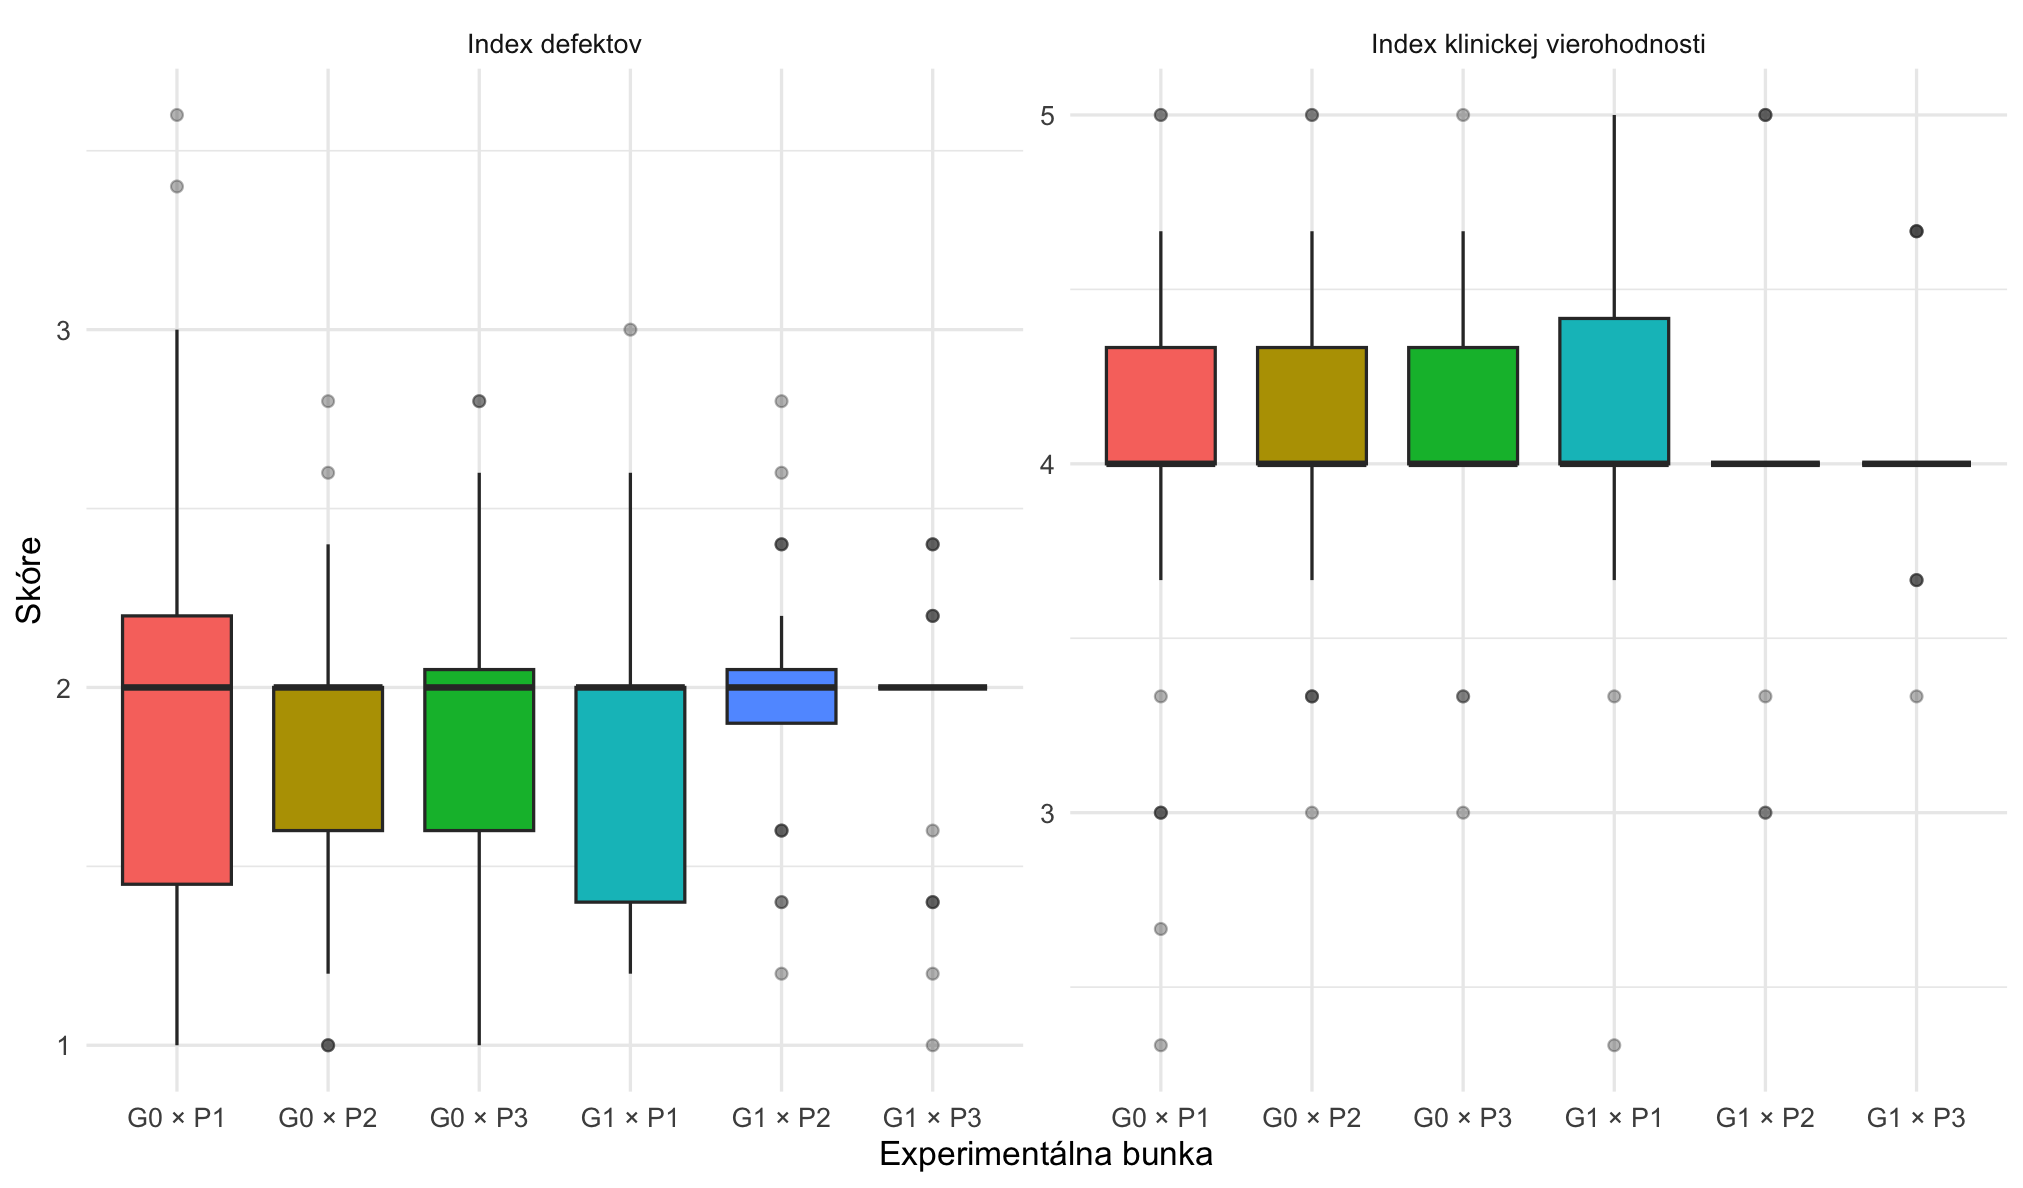 Index defektov
Index klinickej vierohodnosti
Skóre
3
2
1
5
4
3
G0 × P1 G0 × P2 G0 × P3 G1 × P1 G1 × P2 G1 × P3
G0 × P1 G0 × P2 G0 × P3 G1 × P1 G1 × P2 G1 × P3
Experimentálna bunka